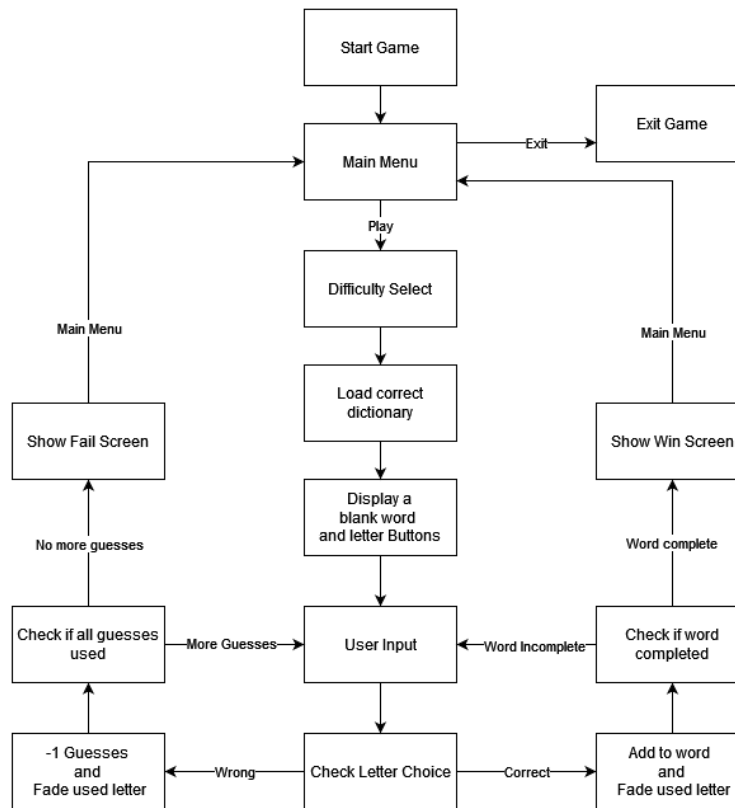 Start Game
Exit Game
Exit
Main Menu
Play
Difficulty Select
Main Menu
Main Menu
Load correct
dictionary
Show Fail Screen
Show Win Screen
Display a
blank word
and letter Buttons
No more guesses
Word complete
Check if all guesses
used
More Guesses
User Input
Word Incomplete
Check if word
completed
-1 Guesses
and
Fade used letter
Wrong
Check Letter Choice
Correct
Add to word
and
Fade used letter